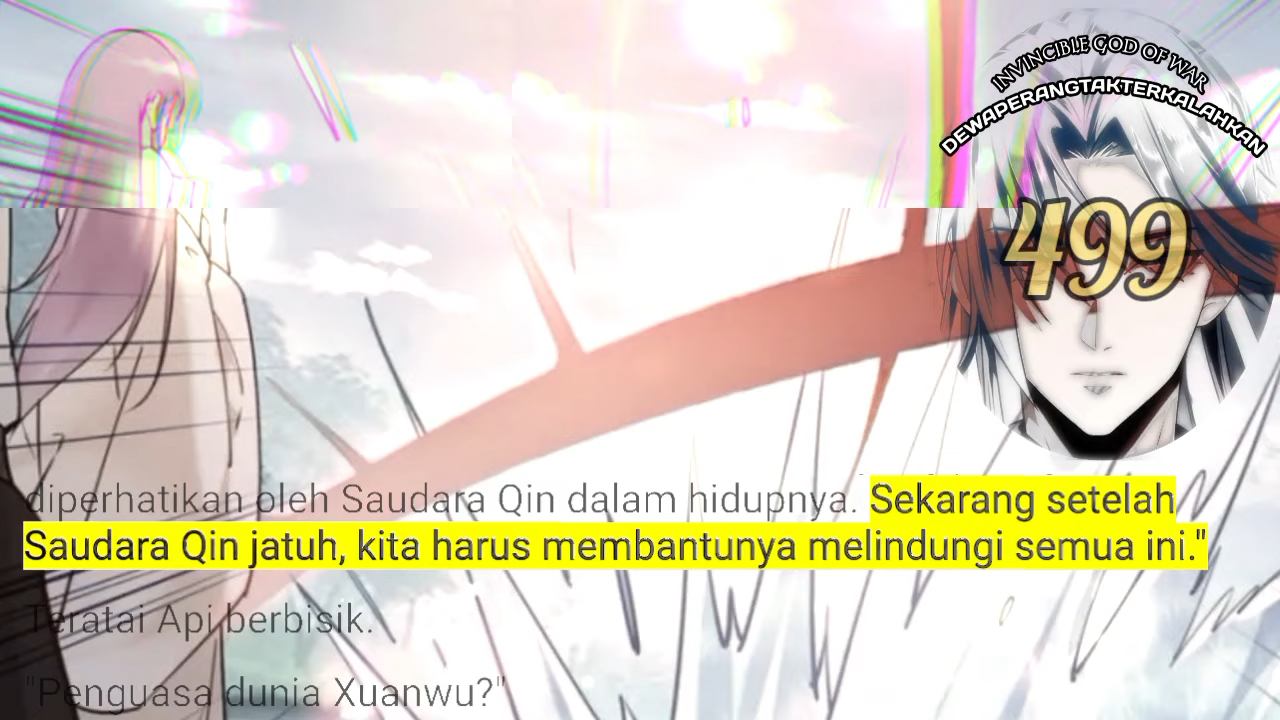 INVINCIBLE GOD OF WAR
DEWAPERANGTAKTERKALAHKAN
499
diperhatikan oleh Saudara Qin dalam hidupnya. Sekarang setelah
Saudara Qin jatuh, kita harus membantunya melindungi semua ini."
Teratai Api berbisik.
"Penguasa dunia Xuanwu?"